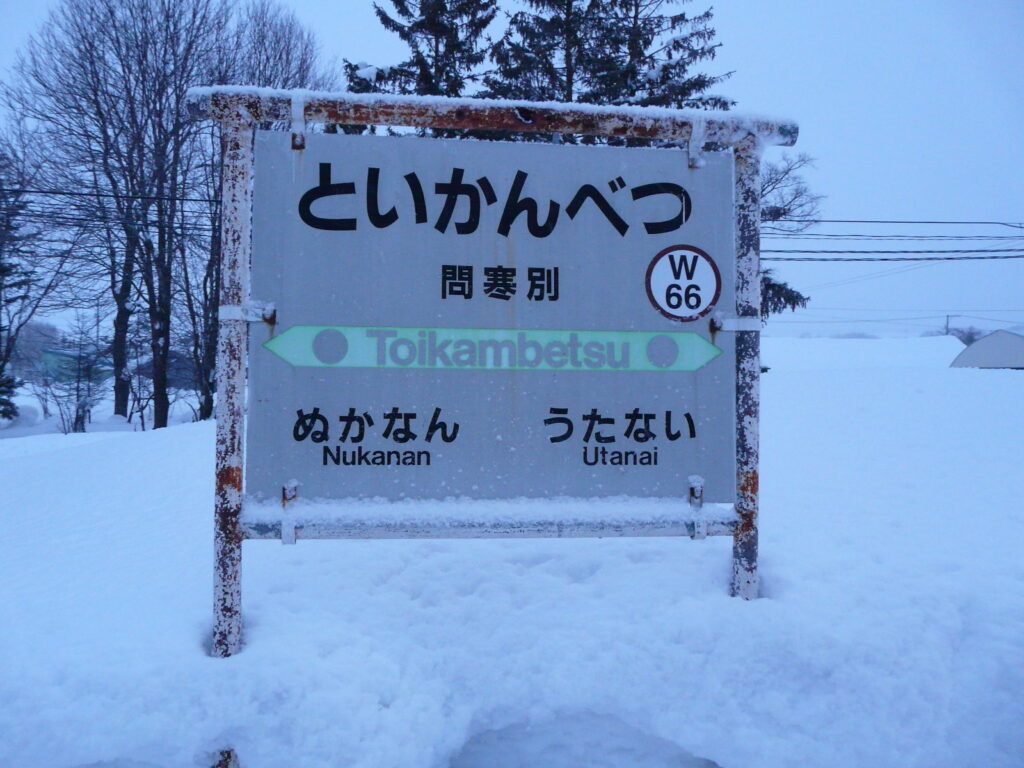 といかんべつ
問寒別
W
66
Toikambetsu
ぬかなん うたない
Nukanan Utanai